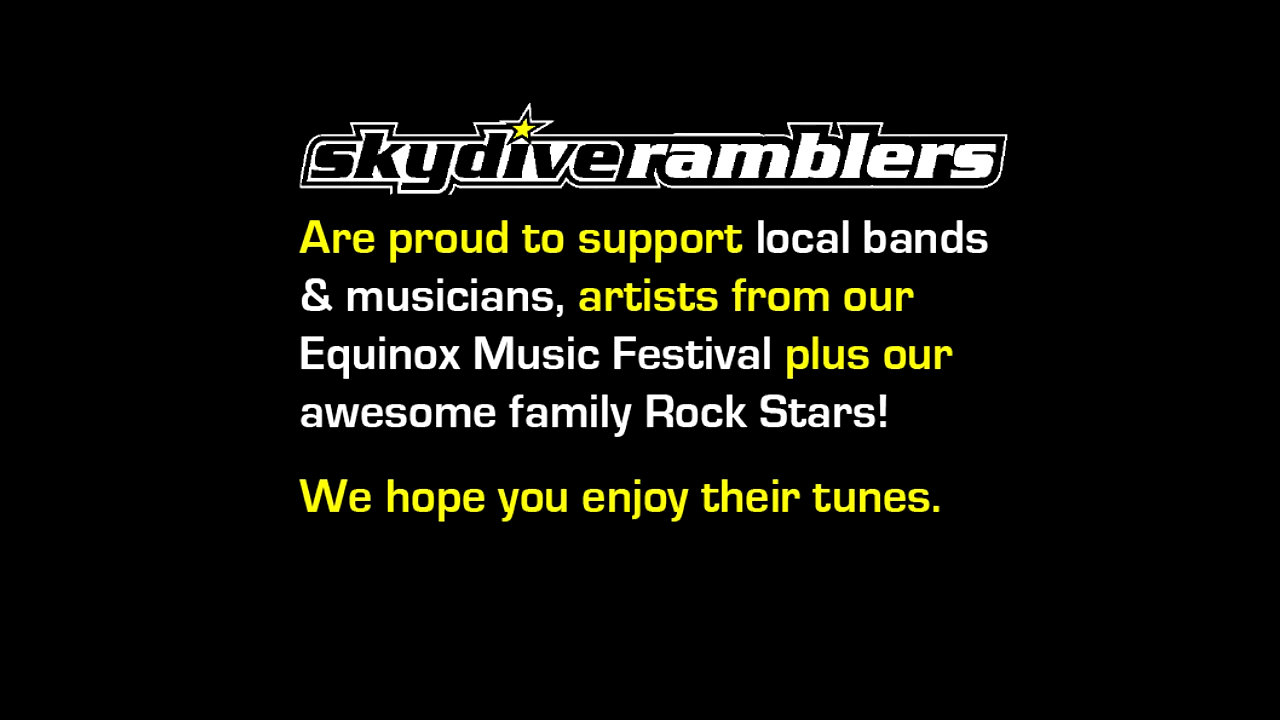 skydiveramblers
Are proud to support local bands
& musicians, artists from our
Equinox Music Festival plus our
awesome family Rock Stars!
We hope you enjoy their tunes.